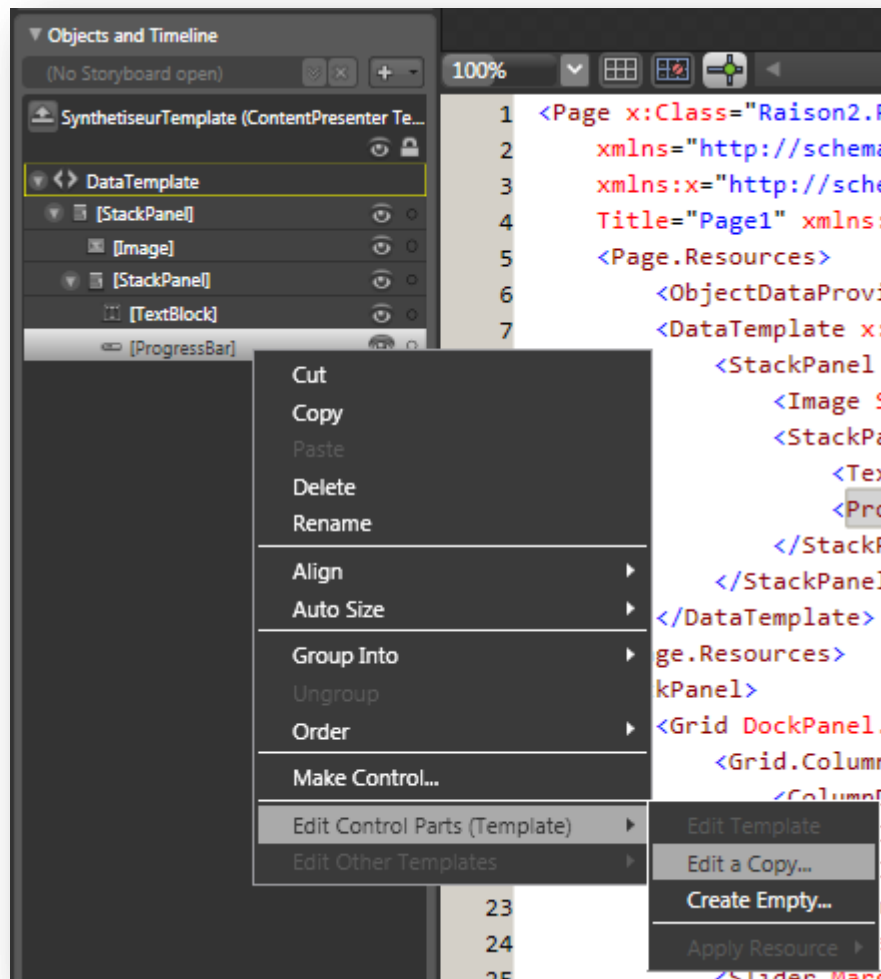 Objects and Timeline
(No Storyboard open)
SynthetiseurTemplate (ContentPresenter Te...
DataTemplate
[StackPanel]
[Image]
[StackPanel]
[TextBlock]
[ProgressBar]
Cut
Copy
Paste
Delete
Rename
Align
Auto Size
Group Into
Ungroup
Order
Make Control...
Edit Control Parts (Template)
Edit Other Templates
Edit Template
Edit a Copy...
Create Empty...
Apply Resource
100%
1 <Page x:Class="Raison2.
2 xmlns="http://schema
3 xmlns:x="http://sche
4 Title="Page1" xmlns:
5 <Page.Resources>
6 <ObjectDataProvi
7 <DataTemplate x:
<StackPanel
<Image
<StackPa
<Tex
<Pro
</StackP
</StackPanel
</DataTemplate>
ge.Resources>
kPanel>
<Grid DockPanel.
<Grid.Column
<ColumnD
23
24
25 <Slider Marg